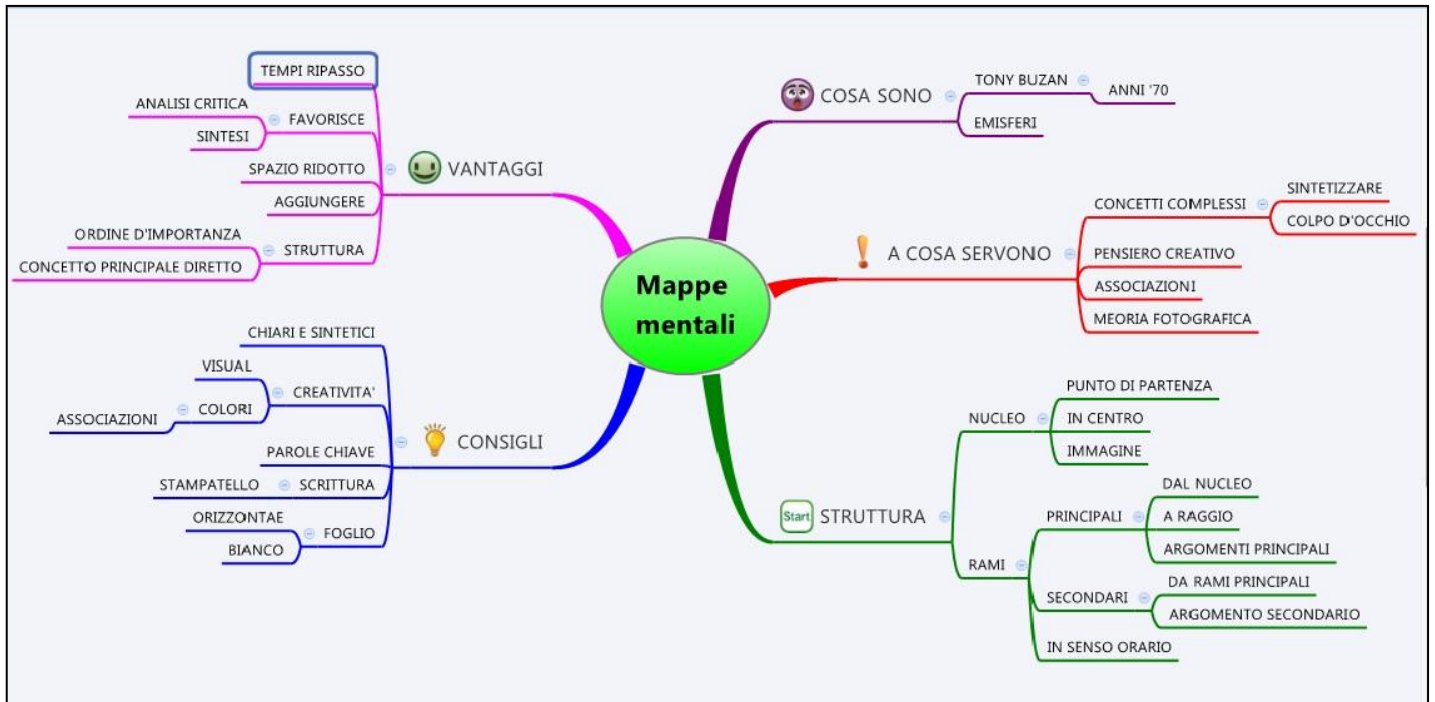 Mappe
mentali
COSA SONO
TONY BUZAN
ANNI '70
EMISFERI
A COSA SERVONO
CONCETTI COMPLESSI
SINTETIZZARE
COLPO D'OCCHIO
PENSIERO CREATIVO
ASSOCIAZIONI
MEORIA FOTOGRAFICA
Start
STRUTTURA
NUCLEO
PUNTO DI PARTENZA
IN CENTRO
IMMAGINE
RAMI
PRINCIPALI
DAL NUCLEO
A RAGGIO
ARGOMENTI PRINCIPALI
SECONDARI
DA RAMI PRINCIPALI
ARGOMENTO SECONDARIO
IN SENSO ORARIO
CONSIGLI
CHIARI E SINTETICI
CREATIVITA'
VISUAL
COLORI
ASSOCIAZIONI
PAROLE CHIAVE
SCRITTURA
STAMPATELLO
FOGLIO
ORIZZONTAE
BIANCO
VANTAGGI
TEMPI RIPASSO
FAVORISCE
ANALISI CRITICA
SINTESI
SPAZIO RIDOTTO
AGGIUNGERE
STRUTTURA
ORDINE D'IMPORTANZA
CONCETTO PRINCIPALE DIRETTO